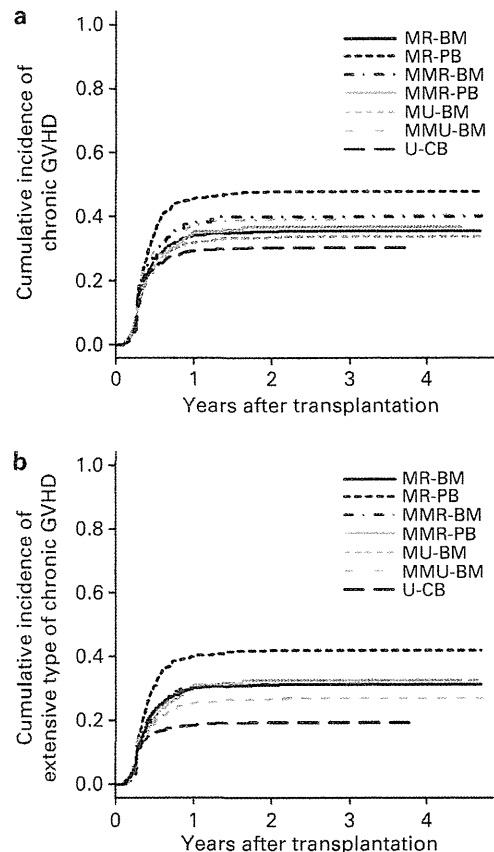 a
Cumulative incidence of
chronic GVHD
1.0
0.8
0.6
0.4
0.2
0.0
MR-BM
MR-PB
MMR-BM
MMR-PB
MU-BM
MMU-BM
U-CB
0 1 2 3 4
Years after transplantation
b
Cumulative incidence of
extensive type of chronic GVHD
1.0
0.8
0.6
0.4
0.2
0.0
MR-BM
MR-PB
MMR-BM
MMR-PB
MU-BM
MMU-BM
U-CB
0 1 2 3 4
Years after transplantation